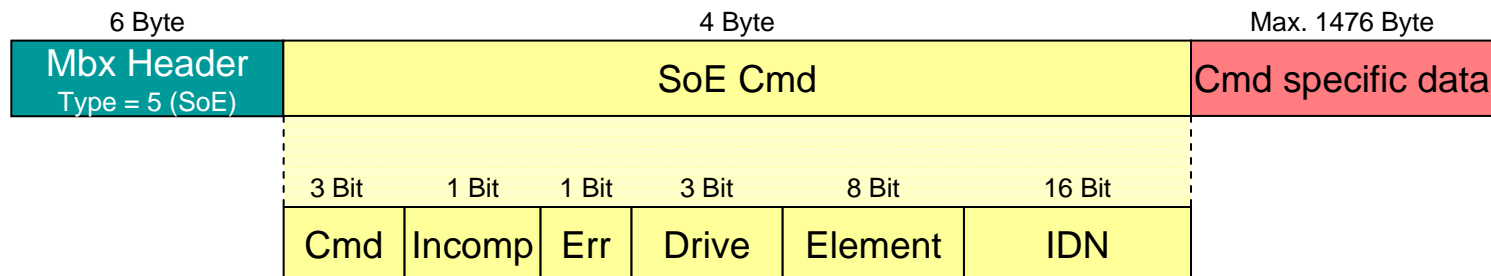 6 Byte 4 Byte Max. 1476 Byte
Mbx Header SoE Cmd Cmd specific data
Type = 5 (SoE)
3 Bit 1 Bit 1 Bit 3 Bit 8 Bit 16 Bit
Cmd Incomp Err Drive Element IDN